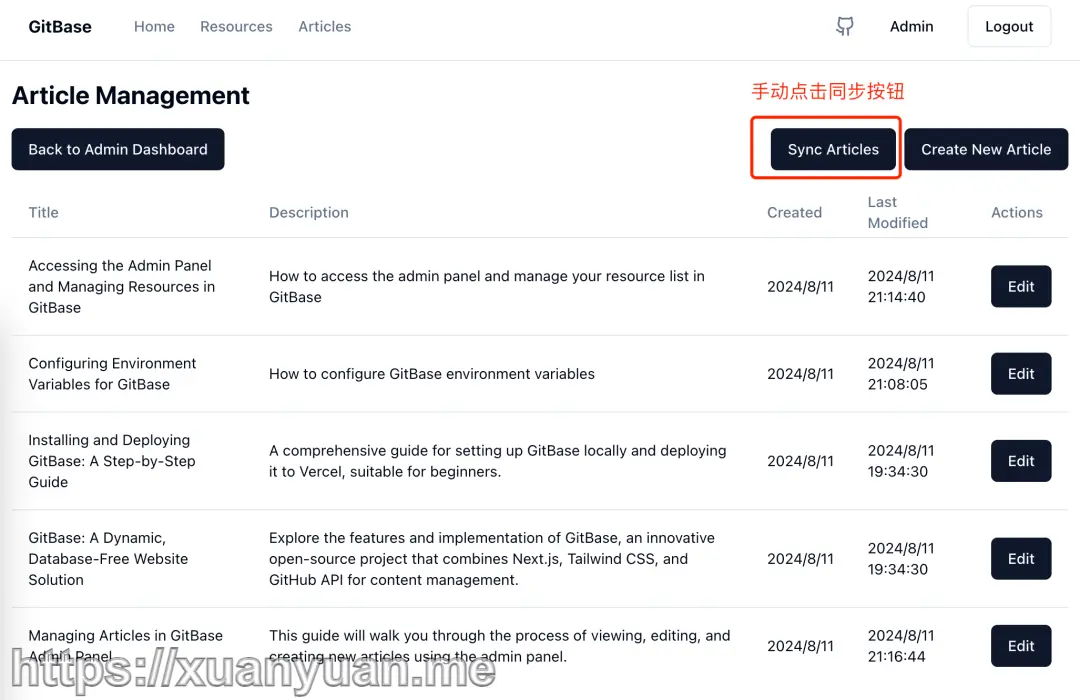 GitBase Home Resources Articles Admin Logout
Article Management
手动点击同步按钮
Back to Admin Dashboard Sync Articles Create New Article
Title Description Created Last Modified Actions
Accessing the Admin Panel
and Managing Resources in
GitBase
How to access the admin panel and manage your resource list in
GitBase
2024/8/11
2024/8/11
21:14:40
Edit
Configuring Environment
Variables for GitBase
How to configure GitBase environment variables
2024/8/11
2024/8/11
21:08:05
Edit
Installing and Deploying
GitBase: A Step-by-Step
Guide
A comprehensive guide for setting up GitBase locally and deploying
it to Vercel, suitable for beginners.
2024/8/11
2024/8/11
19:34:30
Edit
GitBase: A Dynamic,
Database-Free Website
Solution
Explore the features and implementation of GitBase, an innovative
open-source project that combines Next.js, Tailwind CSS, and
GitHub API for content management.
2024/8/11
2024/8/11
19:34:30
Edit
Managing Articles in GitBase
Admin Panel
This guide will walk you through the process of viewing, editing, and
creating new articles using the admin panel.
2024/8/11
2024/8/11
21:16:44
Edit
https://xuanyuan.me